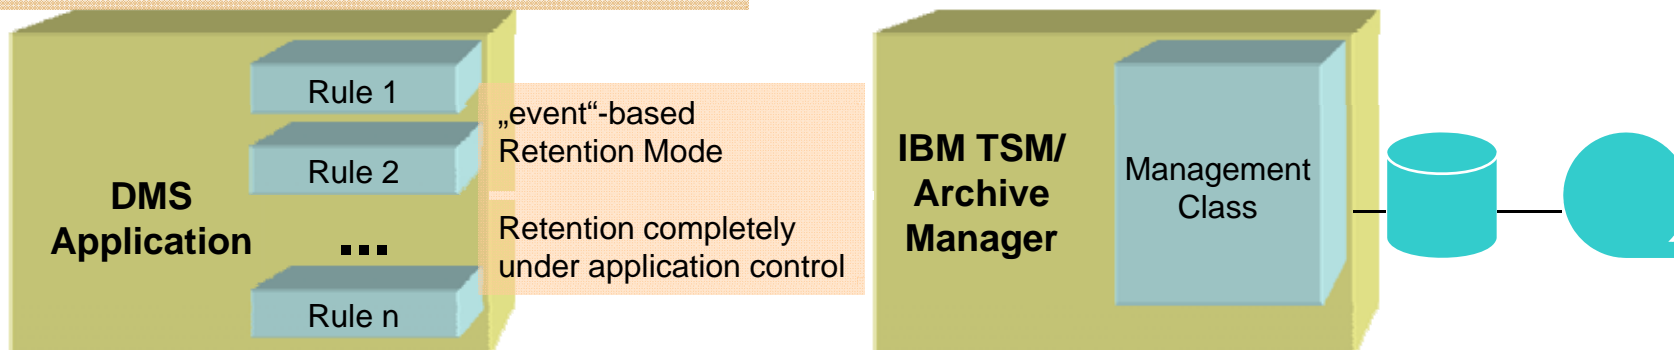 DMS
Application
Rule 1
Rule 2
...
Rule n
„event“-based
Retention Mode
Retention completely
under application control
IBM TSM/
Archive
Manager
Management
Class